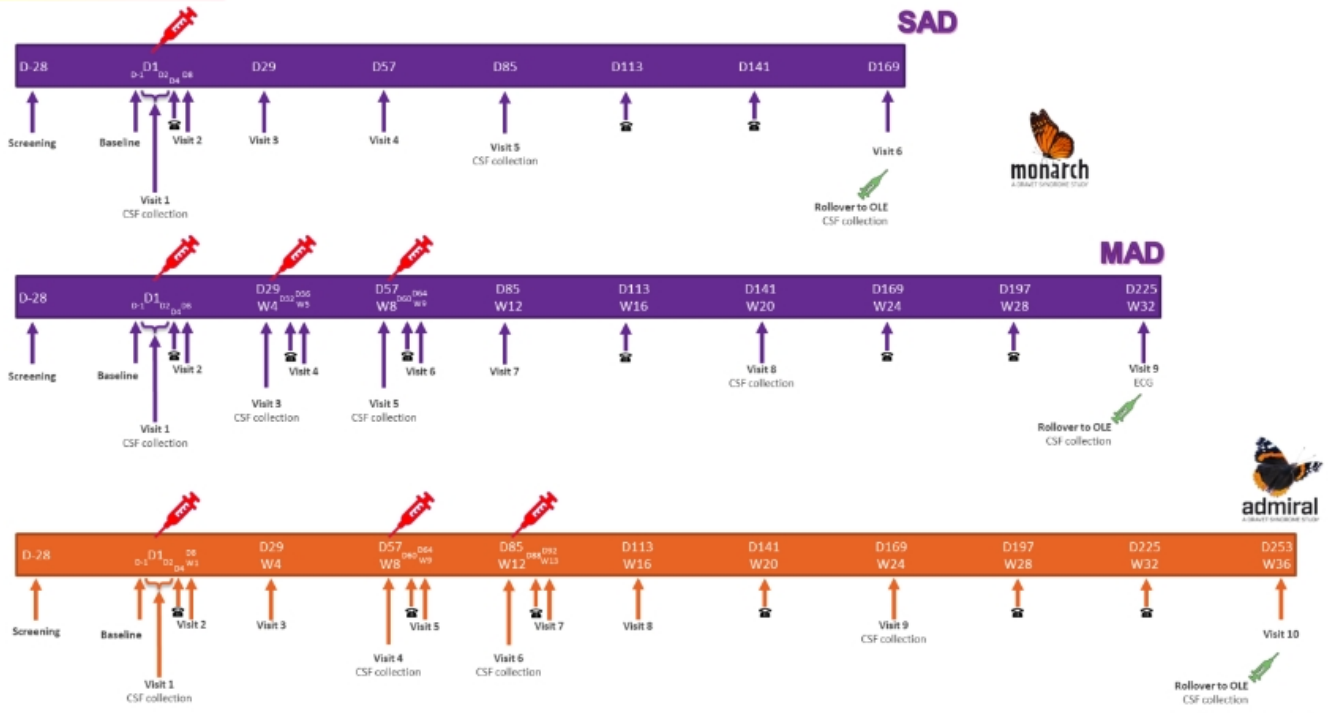 SAD
D-28 D-1 D1 D2 D4 D8 D29 D57 D85 D113 D141 D169
Screening
Baseline
Visit 1
CSF collection
Visit 2
Visit 3
Visit 4
Visit 5
CSF collection
Visit 6
Rollover to OLE
CSF collection
monarch
A DRAVET SYNDROME STUDY
MAD
D-28 D-1 D1 D2 D4 D8 D29 D57 D60 D64 D85 D113 D141 D169 D197 D225
W4 W5 W8 W9 W12 W16 W20 W24 W28 W32
Screening
Baseline
Visit 1
CSF collection
Visit 2
Visit 3
CSF collection
Visit 4
Visit 5
CSF collection
Visit 6
Visit 7
Visit 8
CSF collection
Visit 9
ECG
Rollover to OLE
CSF collection
admiral
A DRAVET SYNDROME STUDY
D-28 D-1 D1 D2 D4 D8 D29 D57 D60 D64 D85 D88 D92 D113 D141 D169 D197 D225 D253
W1 W4 W8 W9 W12 W13 W16 W20 W24 W28 W32 W36
Screening
Baseline
Visit 1
CSF collection
Visit 2
Visit 3
Visit 4
CSF collection
Visit 5
Visit 6
CSF collection
Visit 7
Visit 8
Visit 9
CSF collection
Visit 10
Rollover to OLE
CSF collection